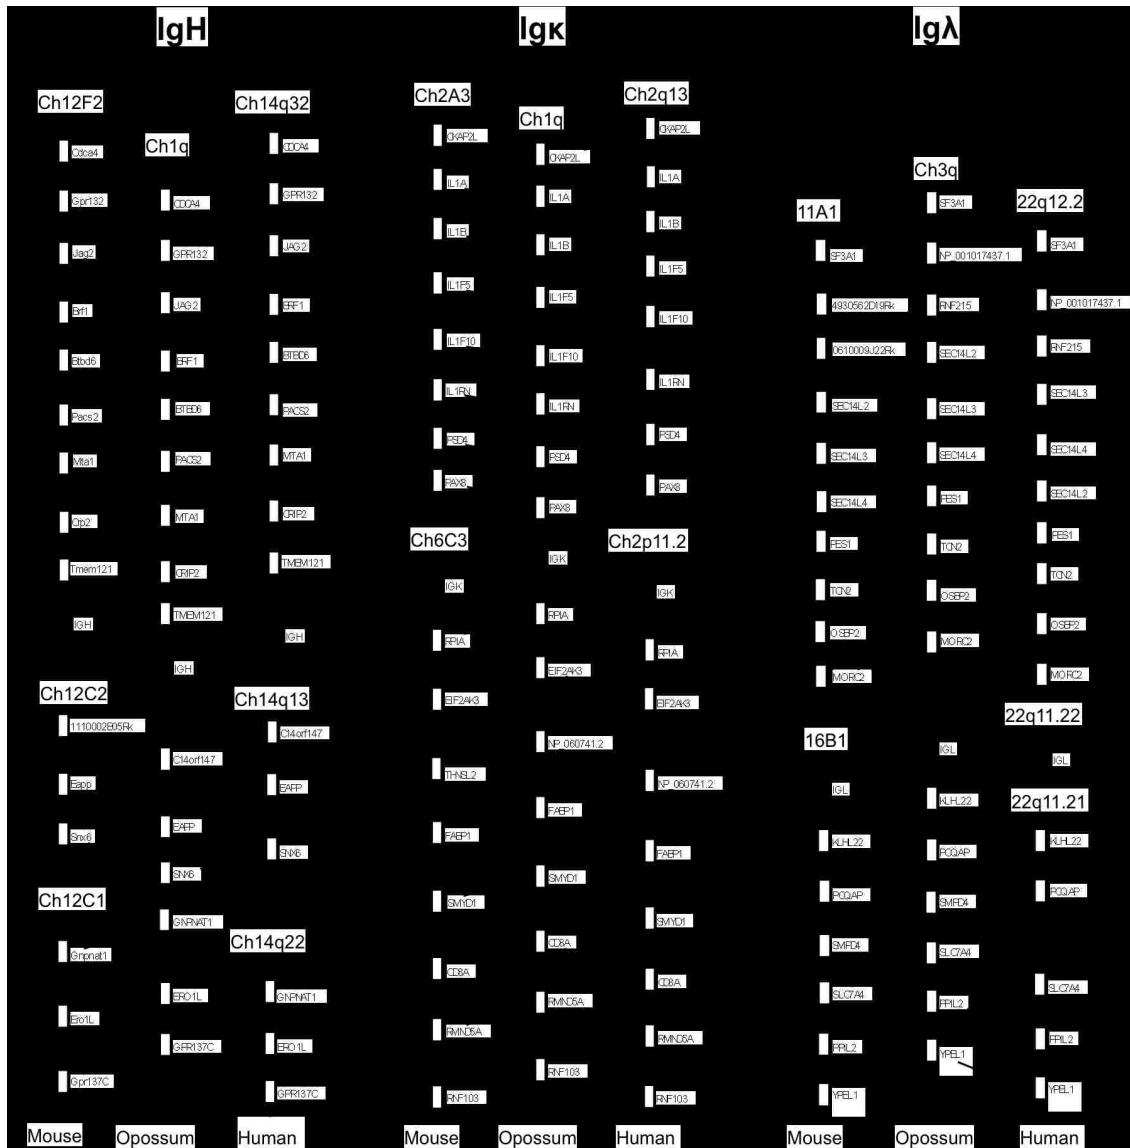 IgH
Ch12F2
Cdca4
Gpr132
Jag2
Brf1
Btbd6
Pacs2
Mta1
Crip2
Tmem121
IGH
Ch12C2
1110002B05Rik
Eapp
Snx6
Ch12C1
Gnpnat1
Ero1L
Gpr137C
Mouse
Ch1q
CDCA4
GPR132
JAG2
BRF1
BTBD6
PACS2
MTA1
CRIP2
TMEM121
IGH
C14orf147
EAPP
SNX6
GNPNAT1
ERO1L
GPR137C
Opossum
Ch14q32
CDCA4
GPR132
JAG2
BRF1
BTBD6
PACS2
MTA1
CRIP2
TMEM121
IGH
Ch14q13
C14orf147
EAPP
SNX6
Ch14q22
GNPNAT1
ERO1L
GPR137C
Human
Igκ
Ch2A3
CKAP2L
IL1A
IL1B
IL1F5
IL1F10
IL1RN
PSD4
PAX8
Ch6C3
IGK
RPIA
EIF2AK3
THNSL2
FABP1
SMYD1
CD8A
RMND5A
RNF103
Mouse
Ch1q
CKAP2L
IL1A
IL1B
IL1F5
IL1F10
IL1RN
PSD4
PAX8
IGK
RPIA
EIF2AK3
NP_060741.2
FABP1
SMYD1
CD8A
RMND5A
RNF103
Opossum
Ch2q13
CKAP2L
IL1A
IL1B
IL1F5
IL1F10
IL1RN
PSD4
PAX8
Ch2p11.2
IGK
RPIA
EIF2AK3
NP_060741.2
FABP1
SMYD1
CD8A
RMND5A
RNF103
Human
Igλ
11A1
SF3A1
4930562D19Rik
0610009J22Rik
SEC14L2
SEC14L3
SEC14L4
PES1
TCN2
OSBP2
MORC2
16B1
IGL
KLHL22
PCQAP
SMPD4
SLC7A4
PPIL2
YPEL1
Mouse
Ch3q
SF3A1
NP_001017437.1
RNF215
SEC14L2
SEC14L3
SEC14L4
PES1
TCN2
OSBP2
MORC2
IGL
KLHL22
PCQAP
SMPD4
SLC7A4
PPIL2
YPEL1
Opossum
22q12.2
SF3A1
NP_001017437.1
RNF215
SEC14L3
SEC14L4
SEC14L2
PES1
TCN2
OSBP2
MORC2
22q11.22
IGL
22q11.21
KLHL22
PCQAP
SLC7A4
PPIL2
YPEL1
Human